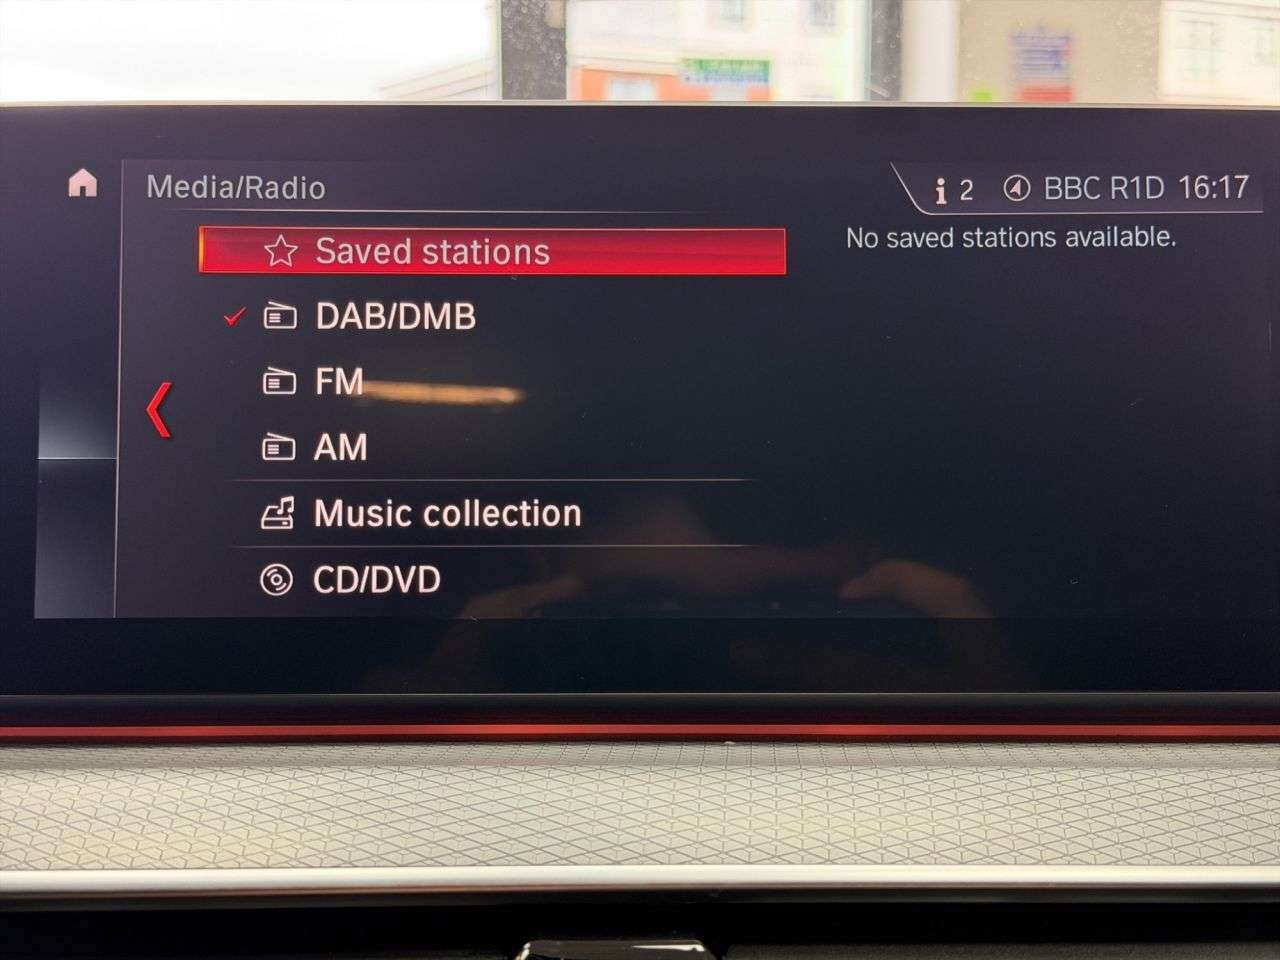 Media/Radio
i 2 BBC R1D 16:17
Saved stations
No saved stations available.
DAB/DMB
FM
AM
Music collection
CD/DVD